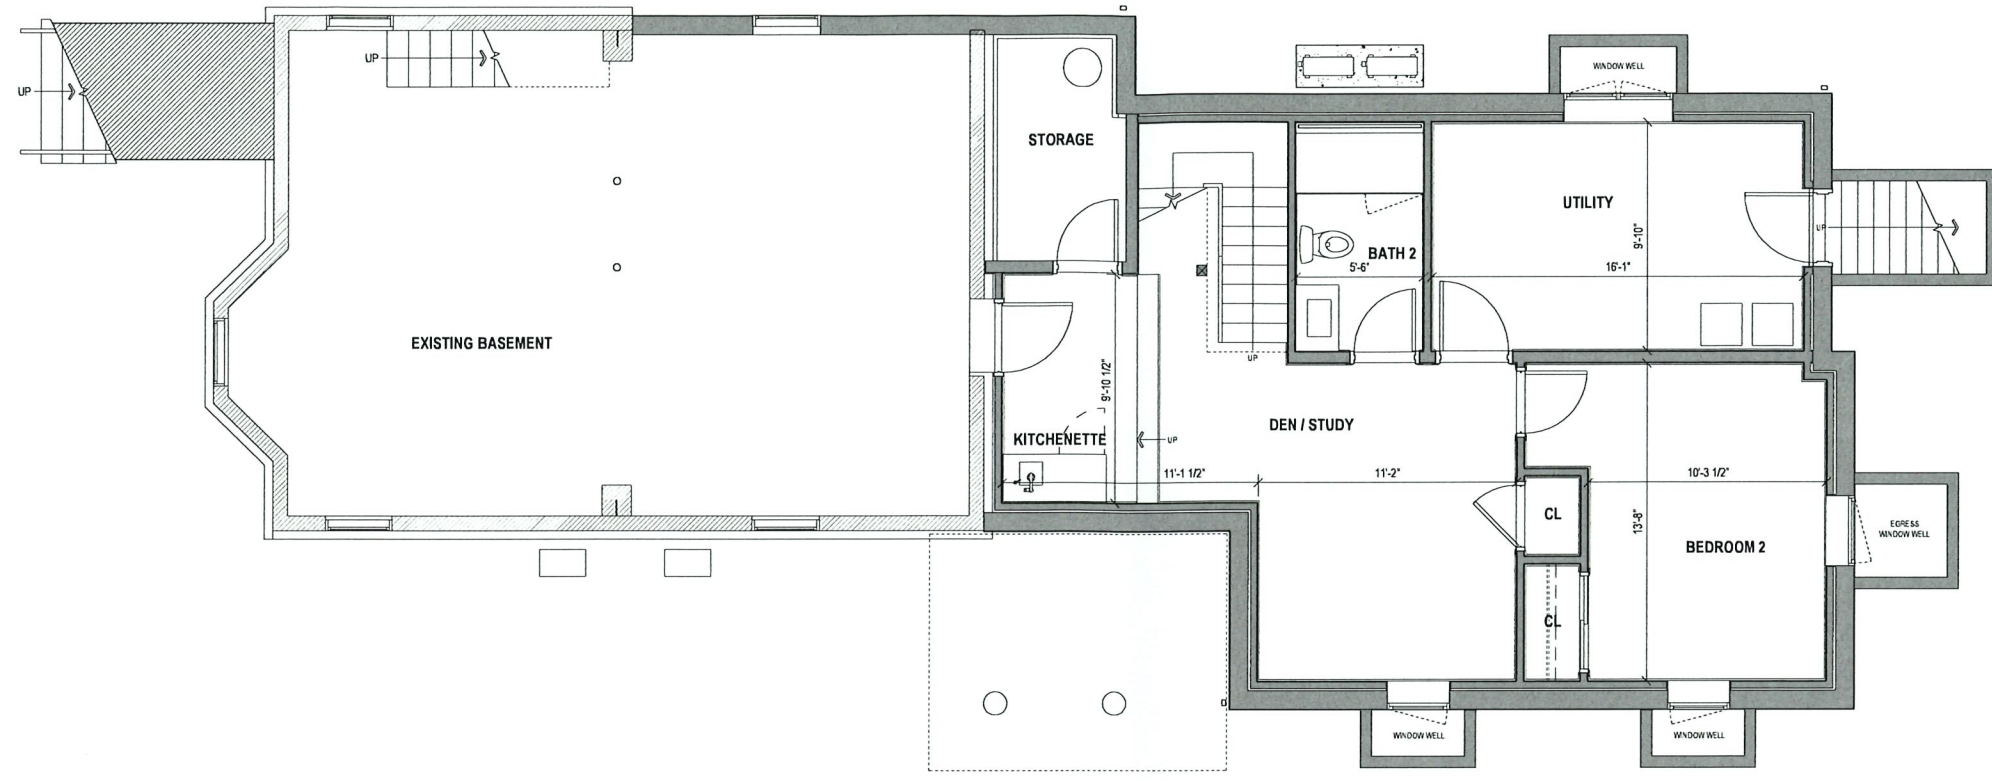 UP
UP
WINDOW WELL
STORAGE
UTILITY
9'-10"
UP
BATH 2
5'-6"
16'-1"
EXISTING BASEMENT
UP
9'-10 1/2"
DEN / STUDY
KITCHENETTE
UP
11'-1 1/2"
11'-2"
10'-3 1/2"
CL
13'-8"
EGRESS
WINDOW WELL
BEDROOM 2
CL
WINDOW WELL
WINDOW WELL